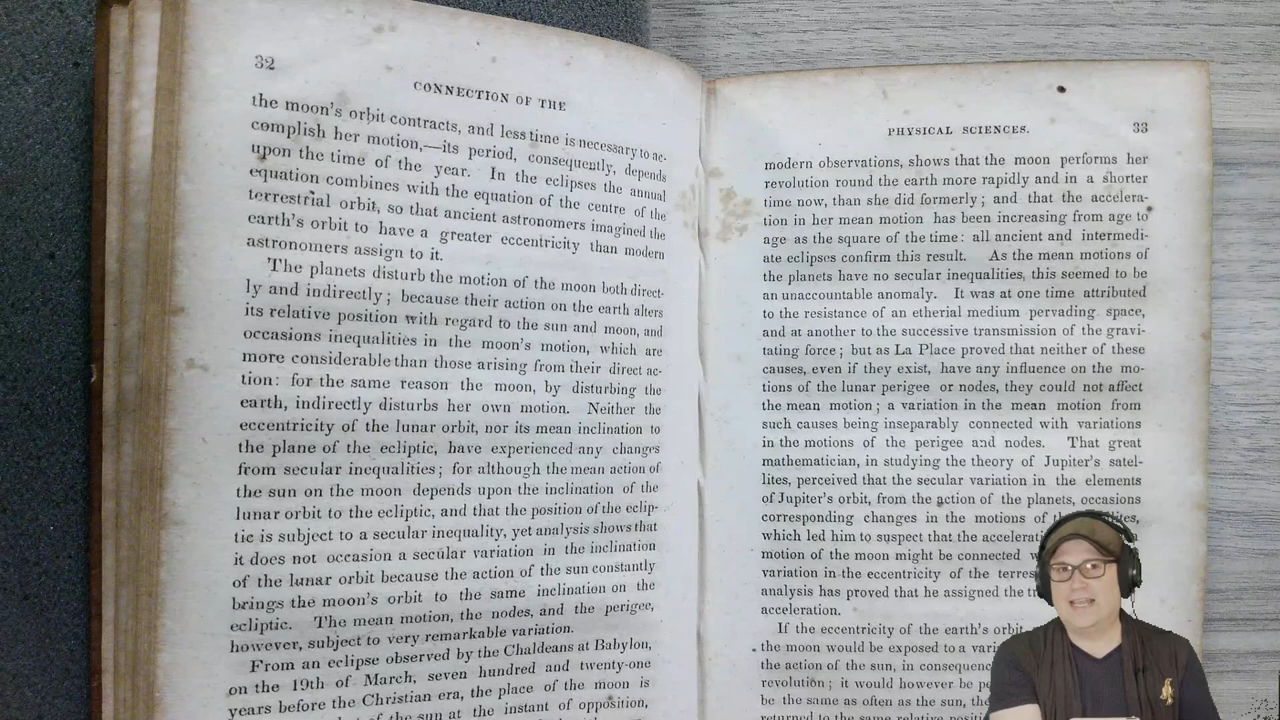 32
CONNECTION OF THE
the moon's orbit contracts, and less time is necessary to ac-
complish her motion,—its period, consequently, depends
upon the time of the year. In the eclipses the annual
equation combines with the equation of the centre of the
terrestrial orbit, so that ancient astronomers imagined the
earth's orbit to have a greater eccentricity than modern
astronomers assign to it.
The planets disturb the motion of the moon both direct-
ly and indirectly; because their action on the earth alters
its relative position with regard to the sun and moon, and
occasions inequalities in the moon's motion, which are
more considerable than those arising from their direct ac-
tion: for the same reason the moon, by disturbing the
earth, indirectly disturbs her own motion. Neither the
eccentricity of the lunar orbit, nor its mean inclination to
the plane of the ecliptic, have experienced any changes
from secular inequalities; for although the mean action of
the sun on the moon depends upon the inclination of the
lunar orbit to the ecliptic, and that the position of the eclip-
tic is subject to a secular inequality, yet analysis shows that
it does not occasion a secular variation in the inclination
of the lunar orbit because the action of the sun constantly
brings the moon's orbit to the same inclination on the
ecliptic. The mean motion, the nodes, and the perigee,
however, subject to very remarkable variation.
From an eclipse observed by the Chaldeans at Babylon,
on the 19th of March, seven hundred and twenty-one
years before the Christian era, the place of the moon is
of the sun at the instant of opposition,
PHYSICAL SCIENCES.
33
modern observations, shows that the moon performs her
revolution round the earth more rapidly and in a shorter
time now, than she did formerly; and that the accelera-
tion in her mean motion has been increasing from age to
age as the square of the time: all ancient and intermedi-
ate eclipses confirm this result. As the mean motions of
the planets have no secular inequalities, this seemed to be
an unaccountable anomaly. It was at one time attributed
to the resistance of an etherial medium pervading space,
and at another to the successive transmission of the gravi-
tating force; but as La Place proved that neither of these
causes, even if they exist, have any influence on the mo-
tions of the lunar perigee or nodes, they could not affect
the mean motion; a variation in the mean motion from
such causes being inseparably connected with variations
in the motions of the perigee and nodes. That great
mathematician, in studying the theory of Jupiter's satel-
lites, perceived that the secular variation in the elements
of Jupiter's orbit, from the action of the planets, occasions
corresponding changes in the motions of
which led him to suspect that the
motion of the moon might be connected
variation in the eccentricity of the
analysis has proved that he assigned the
acceleration.
If the eccentricity of the earth's orbit
the moon would be exposed to a
the action of the sun, in
revolution; it would however be
be the same as often as the sun, the
returned to the same relative